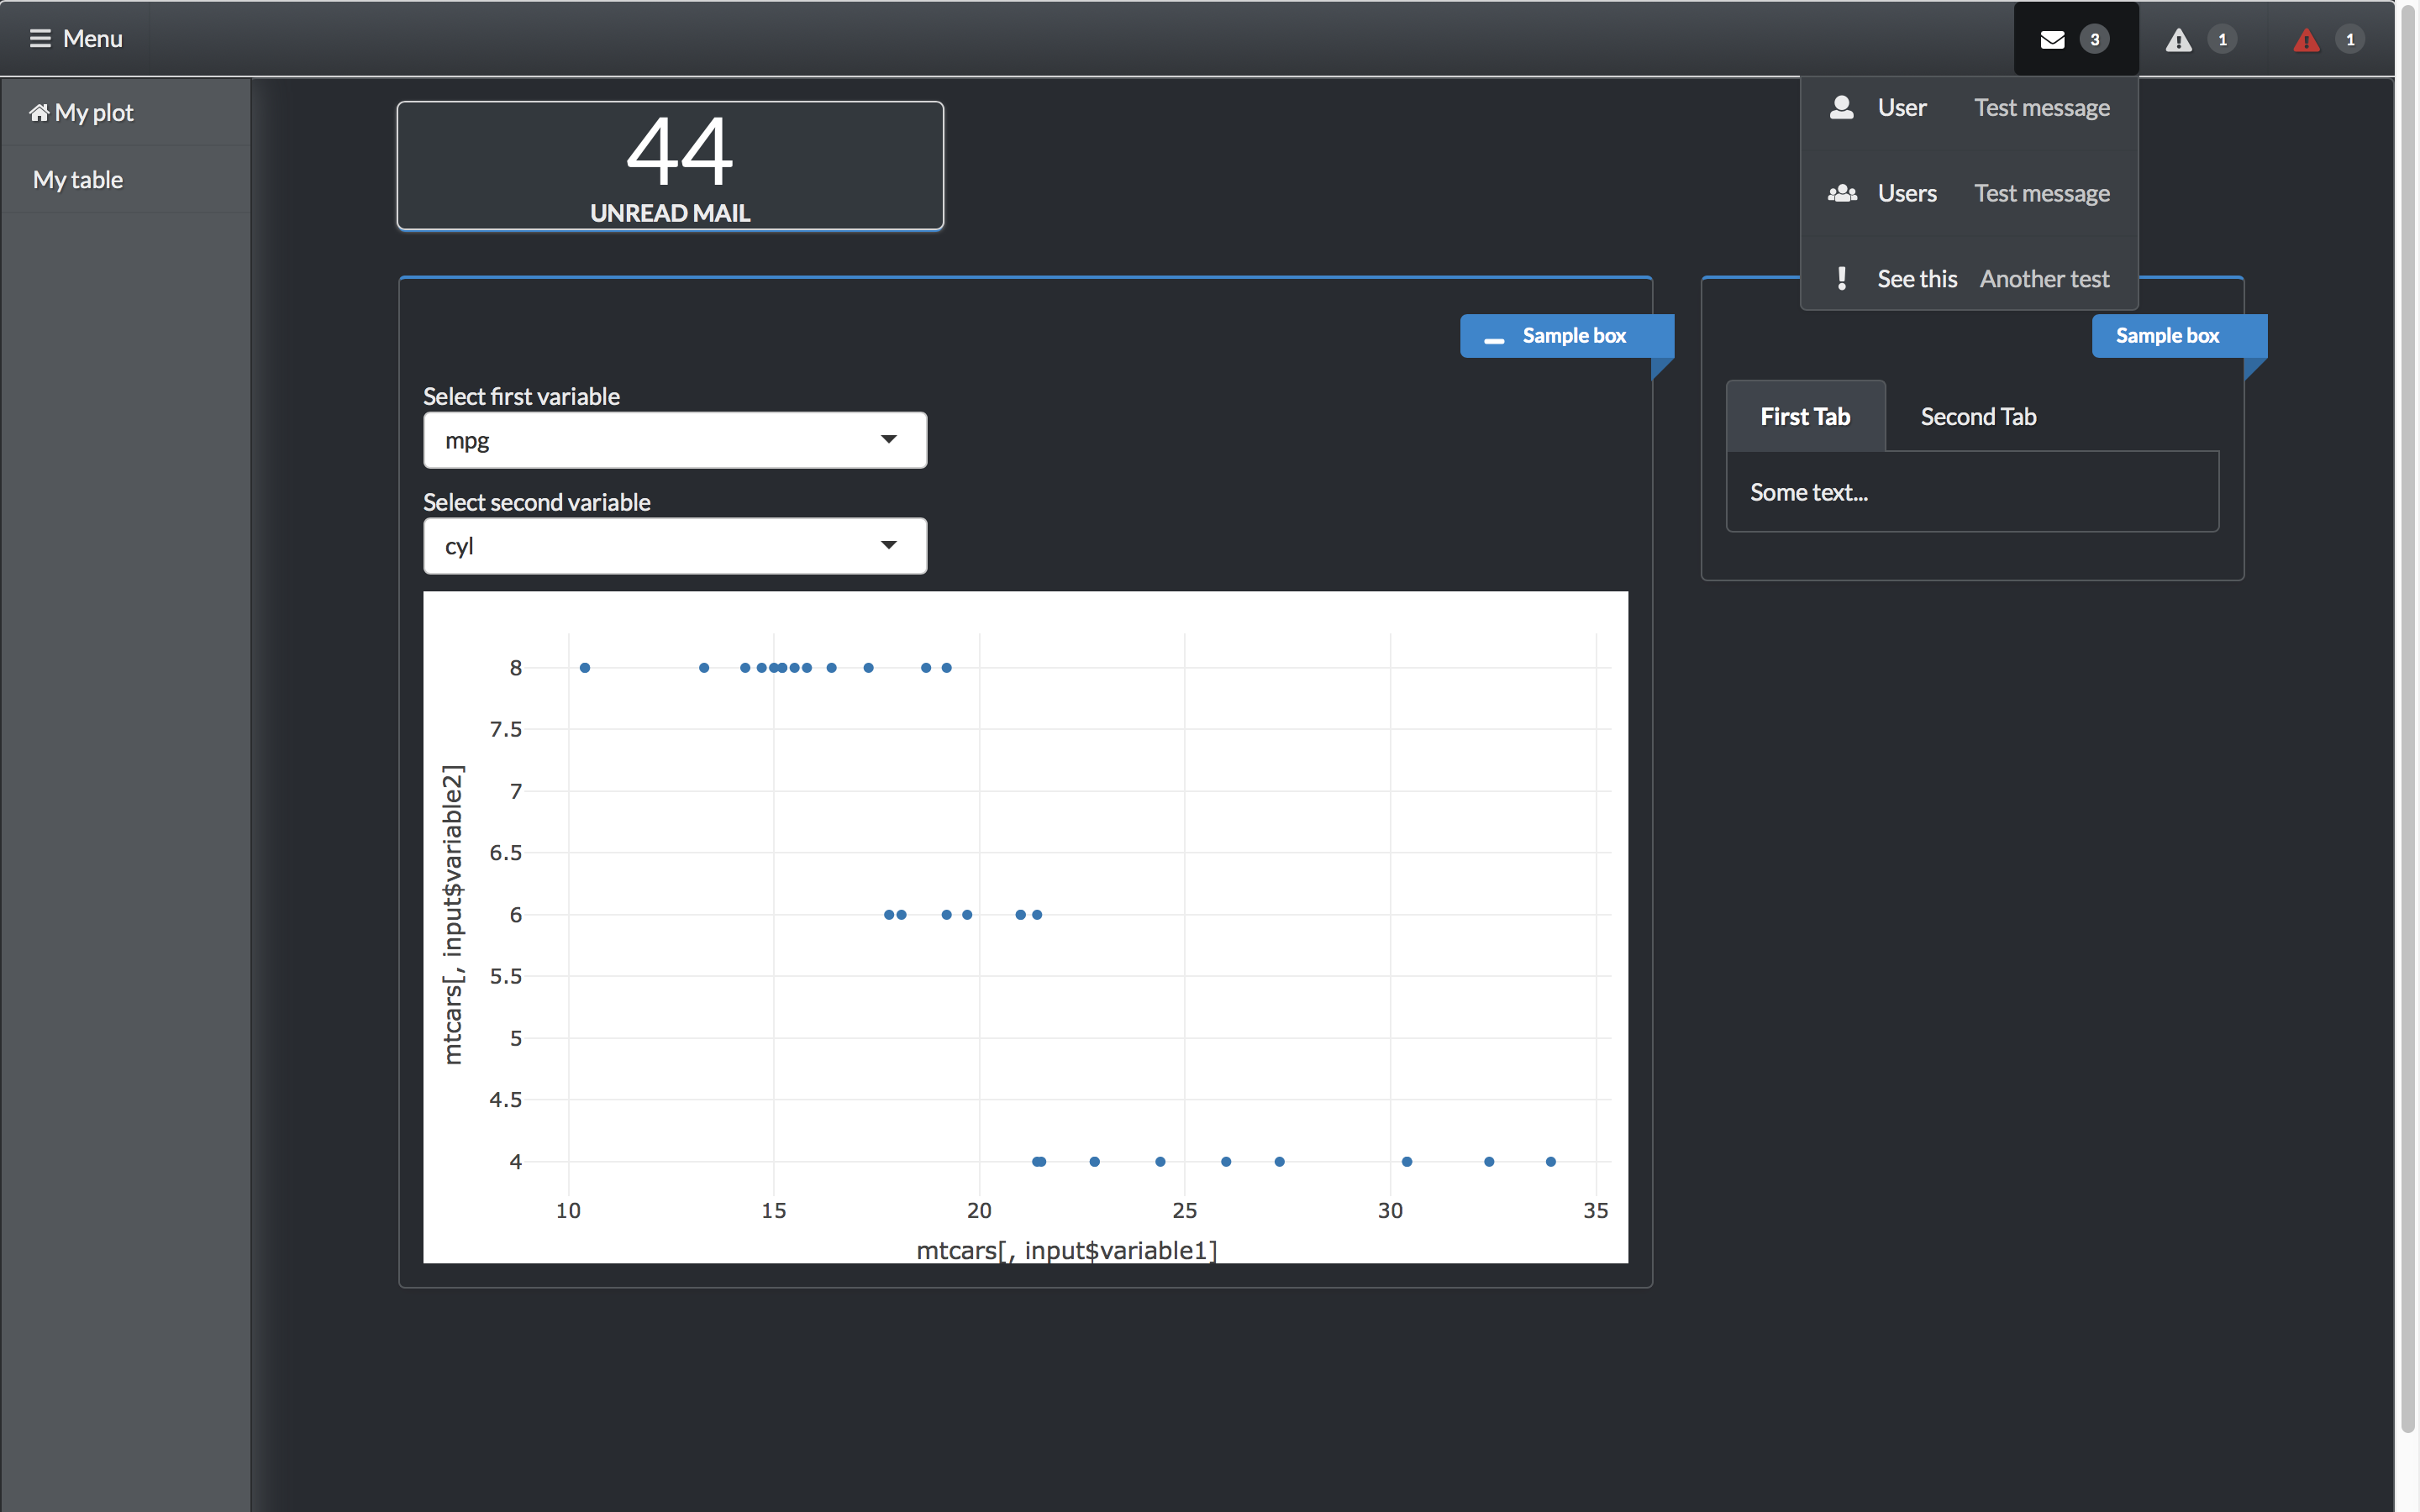 Menu
3
1
1
My plot
My table
44
UNREAD MAIL
User Test message
Users Test message
See this Another test
Sample box
Select first variable
mpg
Select second variable
cyl
8
7.5
7
6.5
6
5.5
5
4.5
4
mtcars[, input$variable2]
10 15 20 25 30 35
mtcars[, input$variable1]
Sample box
First Tab Second Tab
Some text...